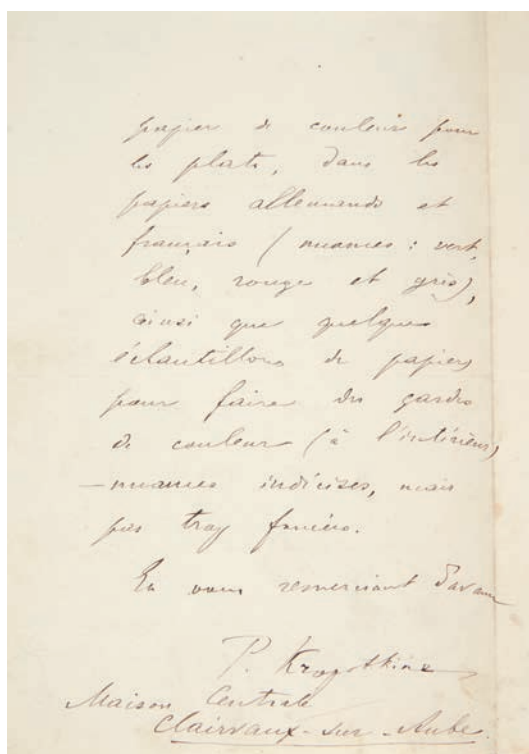 papiers de couleurs pour
les plats, dans les
papiers allemands et
français (nuances : vert,
bleu, rouge et gris),
ainsi que quelques
échantillons de papiers
pour faire des gardes
de couleur (à l'intérieur)
— nuances indécises, mais
pas trop foncées.
En vous remerciant d'avance
P. Kropotkine
Maison Centrale
Clairvaux-sur-Aube.